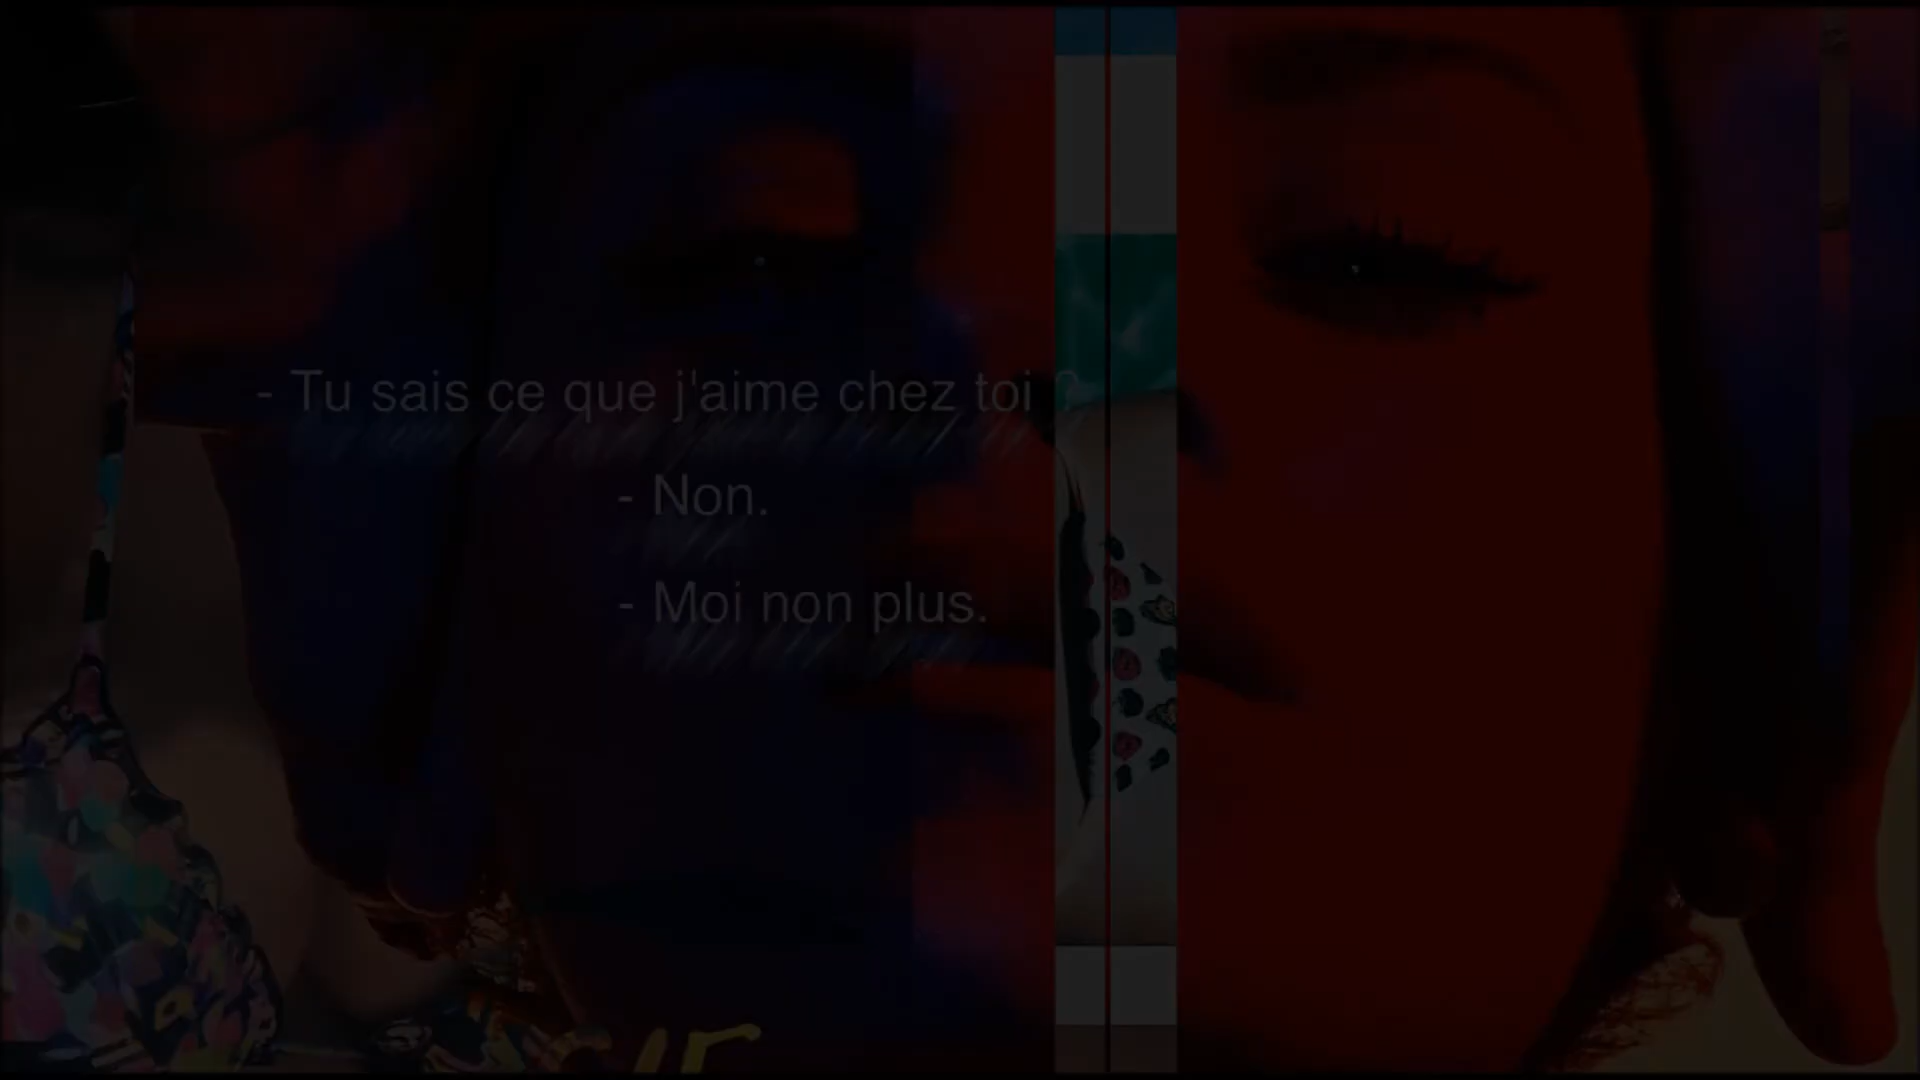 - Tu sais ce que j'aime chez toi ?
- Non.
- Moi non plus.